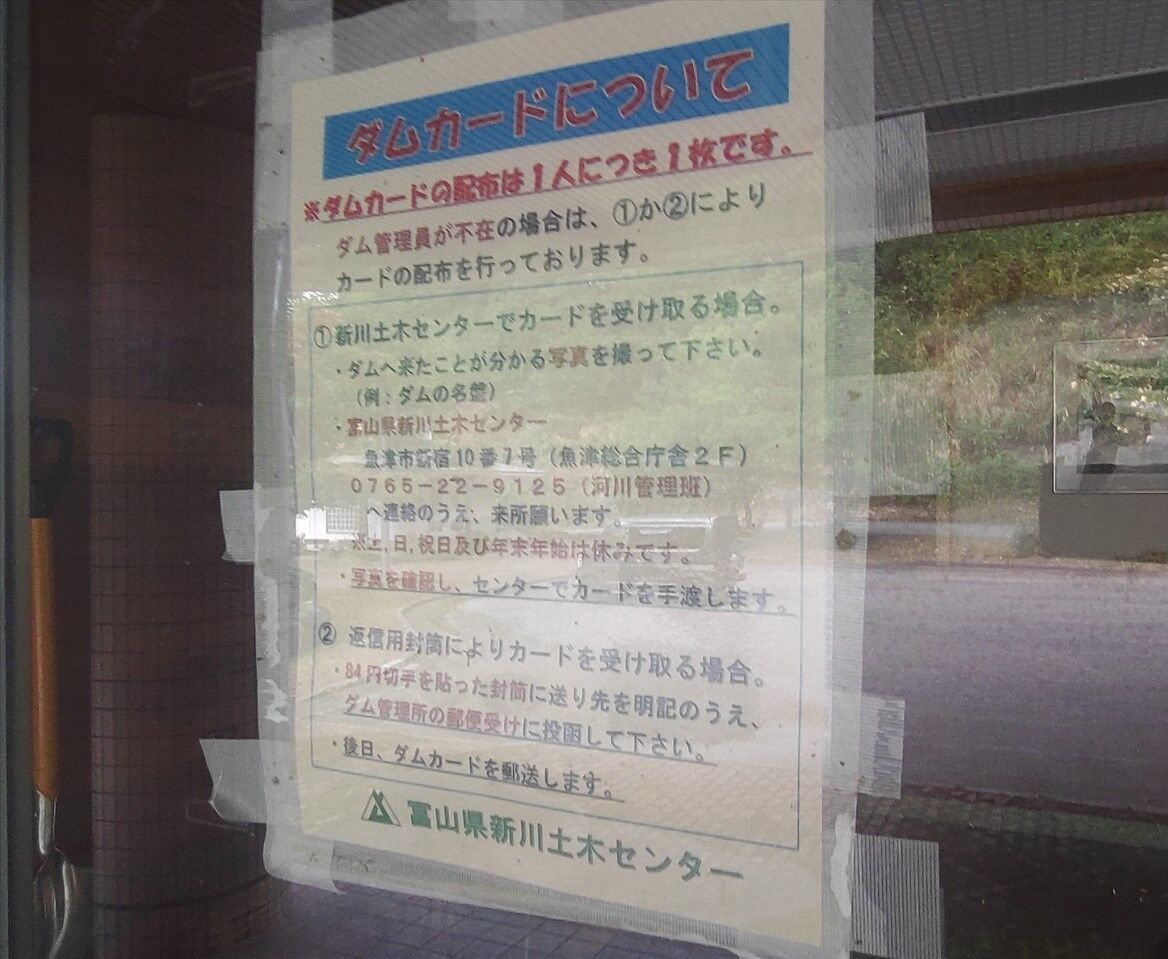 ダムカードについて
※ダムカードの配布は1人につき1枚です。
ダム管理員が不在の場合は、①か②により
カードの配布を行っております。
①新川土木センターでカードを受け取る場合。
・ダムへ来たことが分かる写真を撮って下さい。
（例：ダムの名盤）
・富山県新川土木センター
魚津市新宿10番7号（魚津総合庁舎２Ｆ）
０７６５－２２－９１２５（河川管理班）
へ連絡のうえ、来所願います。
※土,日,祝日及び年末年始は休みです。
・写真を確認し、センターでカードを手渡します。
② 返信用封筒によりカードを受け取る場合。
・84円切手を貼った封筒に送り先を明記のうえ、
ダム管理所の郵便受けに投函して下さい。
・後日、ダムカードを郵送します。
富山県新川土木センター